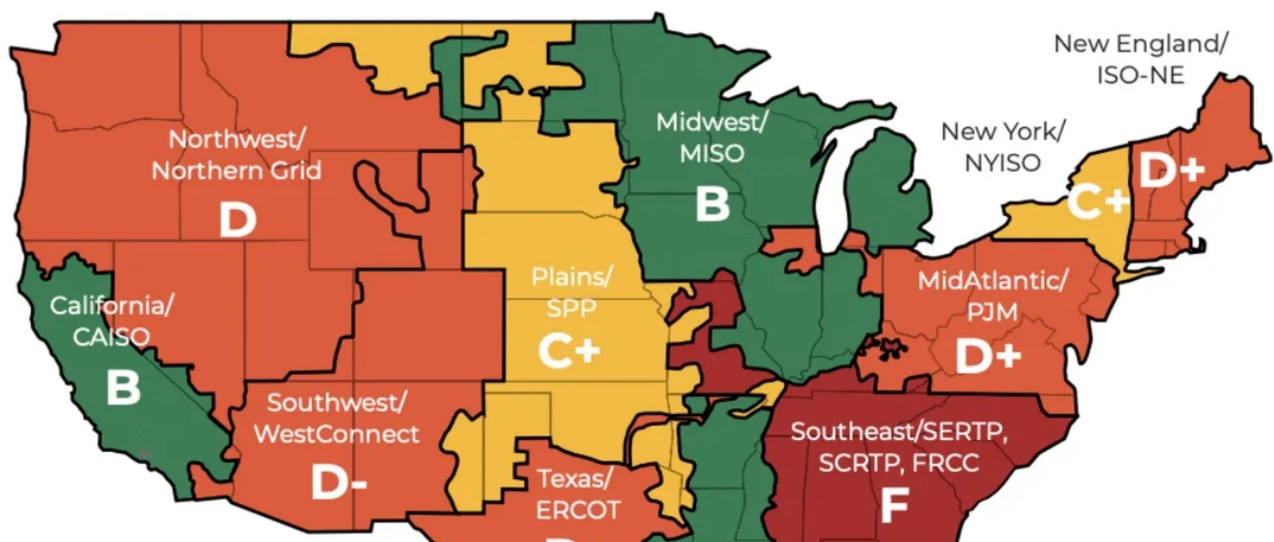 New England/
ISO-NE
D+
New York/
NYISO
C+
Midwest/
MISO
B
Northwest/
Northern Grid
D
Plains/
SPP
C+
MidAtlantic/
PJM
D+
California/
CAISO
B
Southwest/
WestConnect
D-
Southeast/SERTP,
SCRTP, FRCC
F
Texas/
ERCOT